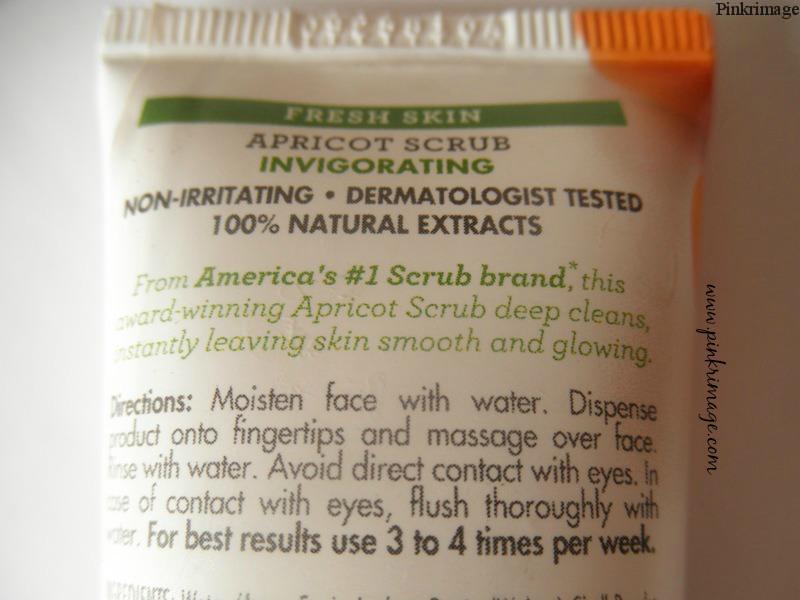 Pinkrimage
FRESH SKIN
APRICOT SCRUB
INVIGORATING
NON-IRRITATING • DERMATOLOGIST TESTED
100% NATURAL EXTRACTS
From America's #1 Scrub brand,* this
award-winning Apricot Scrub deep cleans,
instantly leaving skin smooth and glowing.
Directions: Moisten face with water. Dispense
product onto fingertips and massage over face.
Rinse with water. Avoid direct contact with eyes. In
case of contact with eyes, flush thoroughly with
water. For best results use 3 to 4 times per week.
INGREDIENTS: Water
www.pinkrimage.com